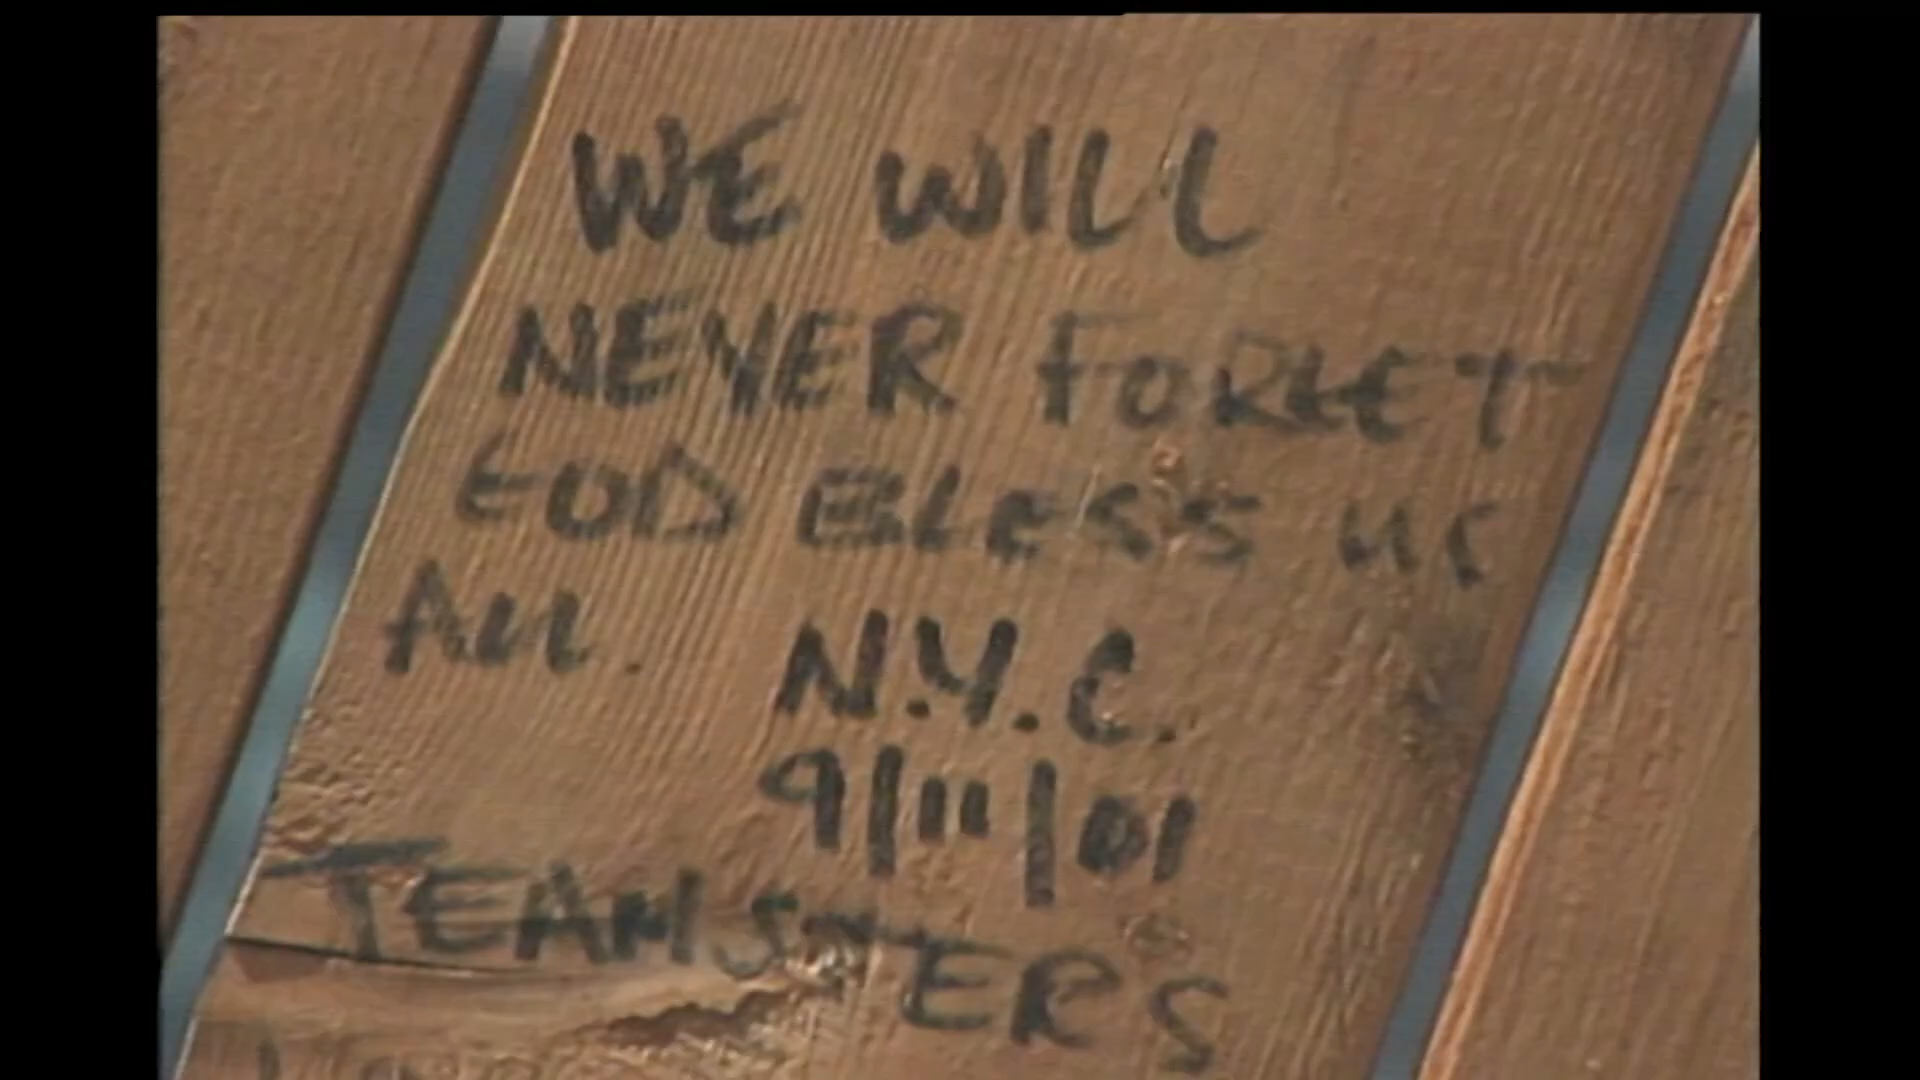 WE WILL
NEVER FORGET
GOD BLESS US
ALL.
N.Y.C.
9/11/01
TEAMSTERS